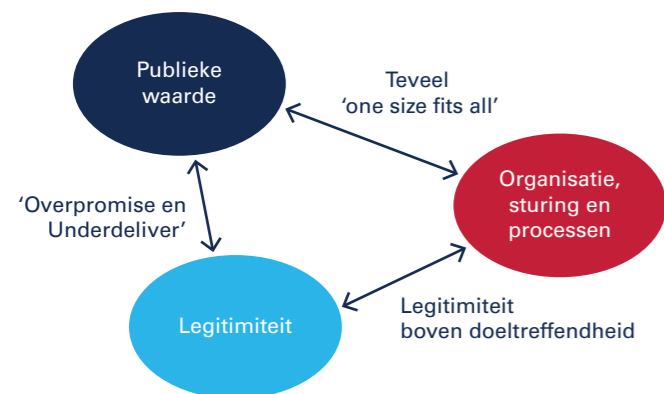 Publieke
waarde
Teveel
‘one size fits all’
Organisatie,
sturing en
processen
‘Overpromise en
Underdeliver’
Legitimiteit
Legitimiteit
boven doeltreffendheid